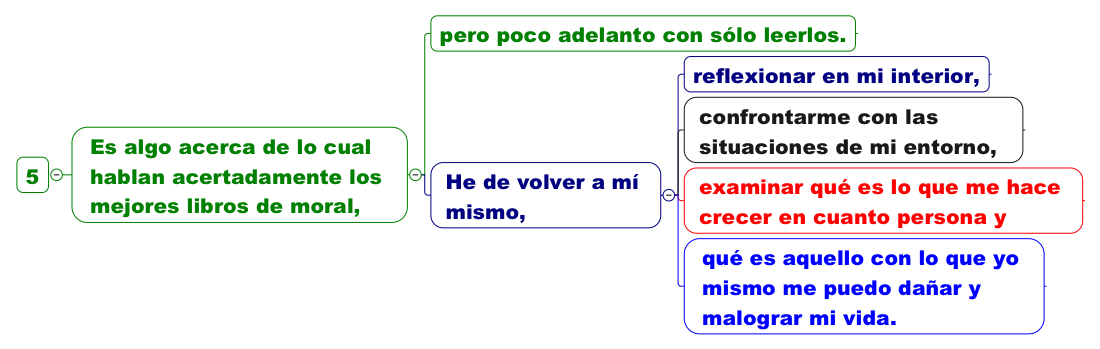 5
Es algo acerca de lo cual
hablan acertadamente los
mejores libros de moral,
pero poco adelanto con sólo leerlos.
He de volver a mí
mismo,
reflexionar en mi interior,
confrontarme con las
situaciones de mi entorno,
examinar qué es lo que me hace
crecer en cuanto persona y
qué es aquello con lo que yo
mismo me puedo dañar y
malograr mi vida.